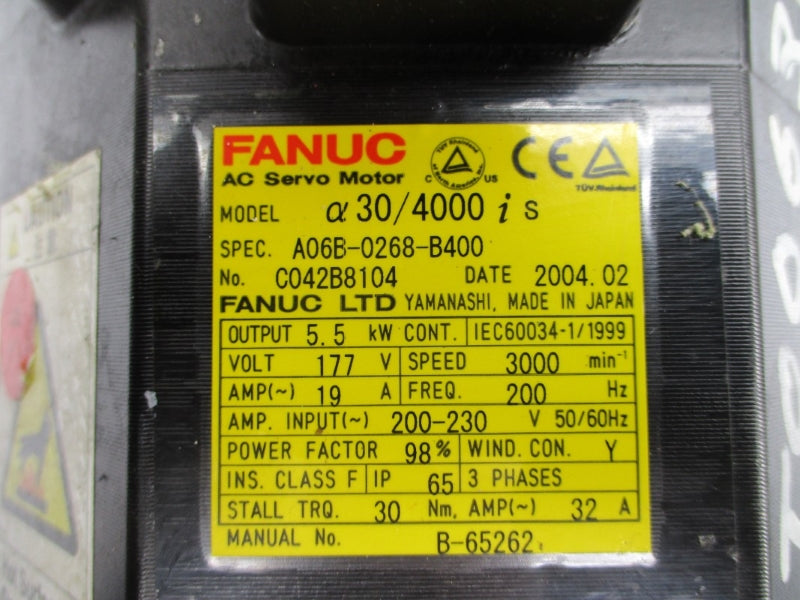 FANUC
AC Servo Motor
C US
TÜV Rheinland
MODEL α30/4000 i s
SPEC. A06B-0268-B400
No. C042B8104 DATE 2004.02
FANUC LTD YAMANASHI, MADE IN JAPAN
OUTPUT 5.5 kW CONT. IEC60034-1/1999
VOLT 177 V SPEED 3000 min⁻¹
AMP(~) 19 A FREQ. 200 Hz
AMP. INPUT(~) 200-230 V 50/60Hz
POWER FACTOR 98% WIND. CON. Y
INS. CLASS F IP 65 3 PHASES
STALL TRQ. 30 Nm, AMP(~) 32 A
MANUAL No. B-65262